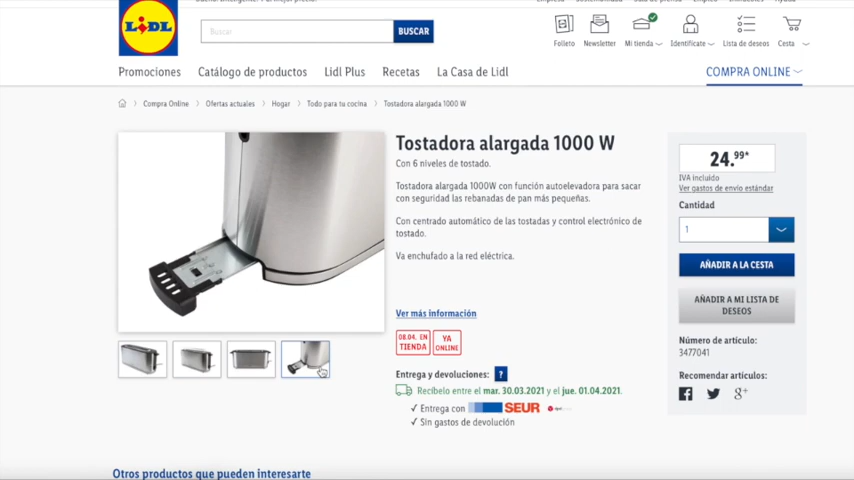 LIDL
Buscar
BUSCAR
Folleto
Newsletter
Mi tienda
Identifícate
Lista de deseos
Cesta
Promociones
Catálogo de productos
Lidl Plus
Recetas
La Casa de Lidl
COMPRA ONLINE
Compra Online > Ofertas actuales > Hogar > Todo para tu cocina > Tostadora alargada 1000 W
Tostadora alargada 1000 W
Con 6 niveles de tostado.
Tostadora alargada 1000W con función autoelevadora para sacar
con seguridad las rebanadas de pan más pequeñas.
Con centrado automático de las tostadas y control electrónico de
tostado.
Va enchufado a la red eléctrica.
Ver más información
08.04. EN
TIENDA
YA
ONLINE
Entrega y devoluciones: ?
Recíbelo entre el mar. 30.03.2021 y el jue. 01.04.2021.
✓ Entrega con SEUR
✓ Sin gastos de devolución
24.99*
IVA incluido
Ver gastos de envío estándar
Cantidad
1
AÑADIR A LA CESTA
AÑADIR A MI LISTA DE
DESEOS
Número de artículo:
3477041
Recomendar artículos:
g+
Otros productos que pueden interesarte